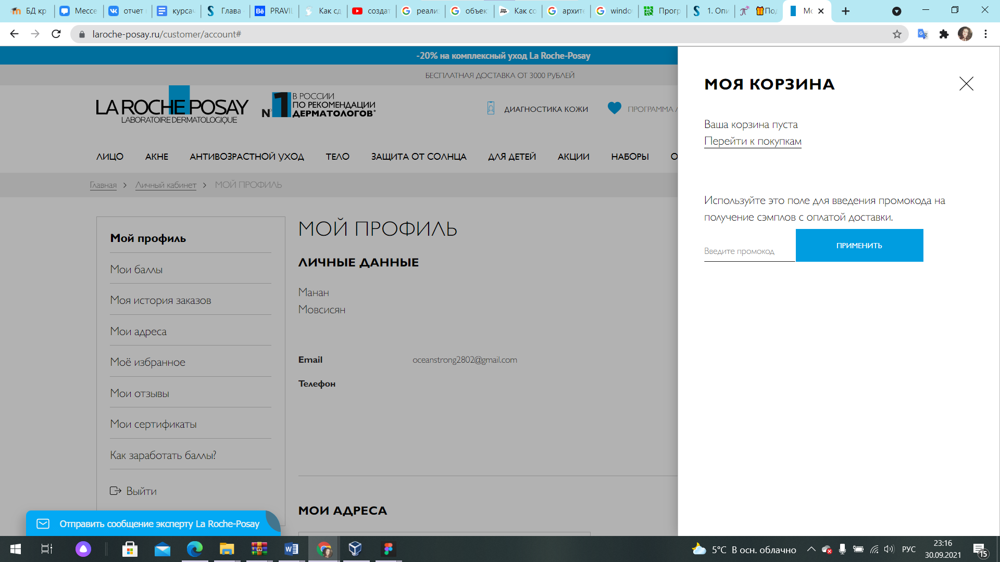 БД кр
Мессе
отчет
курсач
Глава
PRAVIL
Как сд
создат
реали
объек
Как со
архите
windo
Прогр
1. Опи
Под
Мо
laroche-posay.ru/customer/account#
-20% на комплексный уход La Roche-Posay
БЕСПЛАТНАЯ ДОСТАВКА ОТ 3000 РУБЛЕЙ
LA ROCHE POSAY
LABORATOIRE DERMATOLOGIQUE
№1 В РОССИИ
ПО РЕКОМЕНДАЦИИ
ДЕРМАТОЛОГОВ*
ДИАГНОСТИКА КОЖИ
ПРОГРАММА Л
ЛИЦО
АКНЕ
АНТИВОЗРАСТНОЙ УХОД
ТЕЛО
ЗАЩИТА ОТ СОЛНЦА
ДЛЯ ДЕТЕЙ
АКЦИИ
НАБОРЫ
О
Главная > Личный кабинет > МОЙ ПРОФИЛЬ
Мой профиль
Мои баллы
Моя история заказов
Мои адреса
Моё избранное
Мои отзывы
Мои сертификаты
Как заработать баллы?
Выйти
МОЙ ПРОФИЛЬ
ЛИЧНЫЕ ДАННЫЕ
Манан
Мовсисян
Email oceanstrong2802@gmail.com
Телефон
МОИ АДРЕСА
МОЯ КОРЗИНА
Ваша корзина пуста
Перейти к покупкам
Используйте это поле для введения промокода на
получение сэмплов с оплатой доставки.
Введите промокод
ПРИМЕНИТЬ
Отправить сообщение эксперту La Roche-Posay
5°C В осн. облачно
РУС
23:16
30.09.2021
15